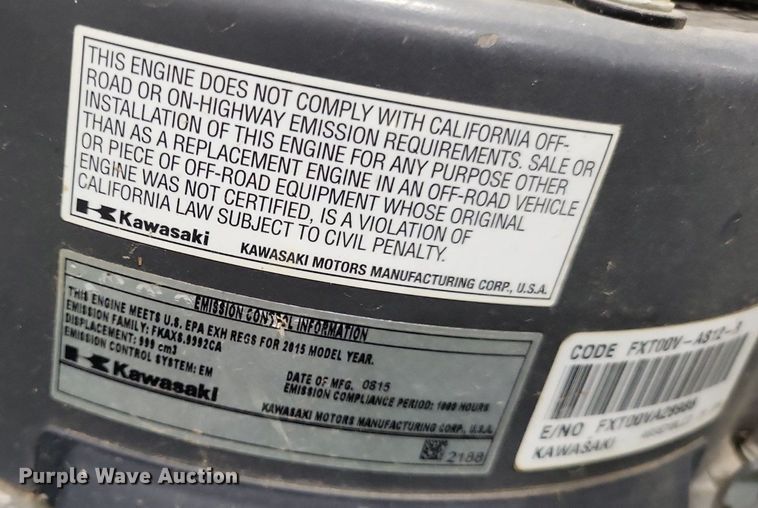 THIS ENGINE DOES NOT COMPLY WITH CALIFORNIA OFF-
ROAD OR ON-HIGHWAY EMISSION REQUIREMENTS. SALE OR
INSTALLATION OF THIS ENGINE FOR ANY PURPOSE OTHER
THAN AS A REPLACEMENT ENGINE IN AN OFF-ROAD VEHICLE
OR PIECE OF OFF-ROAD EQUIPMENT WHOSE ORIGINAL
ENGINE WAS NOT CERTIFIED, IS A VIOLATION OF
CALIFORNIA LAW SUBJECT TO CIVIL PENALTY.
Kawasaki KAWASAKI MOTORS MANUFACTURING CORP., U.S.A.
EMISSION CONTROL INFORMATION
THIS ENGINE MEETS U.S. EPA EXH REGS FOR 2015 MODEL YEAR.
EMISSION FAMILY: FKAXS.9992CA
DISPLACEMENT: 999 cm3
EMISSION CONTROL SYSTEM: EM
DATE OF MFG. 0815
EMISSION COMPLIANCE PERIOD: 1000 HOURS
Kawasaki
KAWASAKI MOTORS MANUFACTURING CORP., U.S.A.
2188
CODE FXT00V-AS12-
E/NO
KAWASAKI
Purple Wave Auction